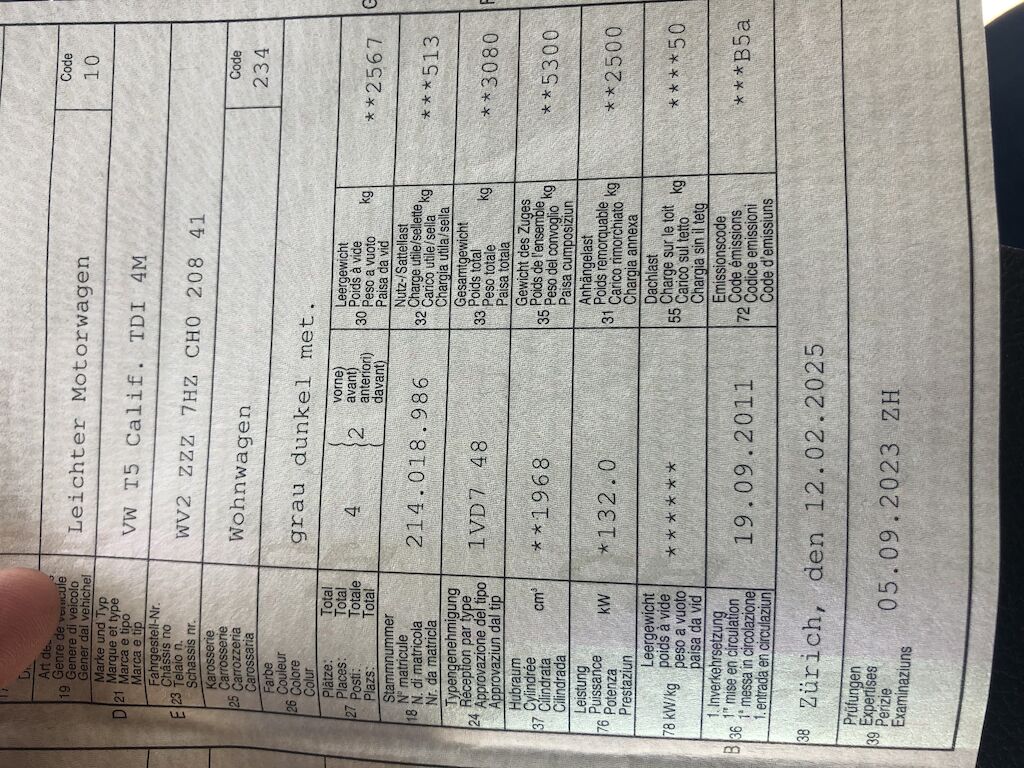 Genre de véhicule
19 Genere di veicolo
Gener dal vehichel
Leichter Motorwagen
Code
10
Marke und Typ
D 21 Marque et type
Marca e tipo
Marca e tip
VW T5 Calif. TDI 4M
Fahrgestell-Nr.
E 23 Châssis no
Telaio n.
Schassis nr.
WV2 ZZZ 7HZ CH0 208 41
Karosserie
25 Carrosserie
Carozzeria
Carossaria
Wohnwagen
Code
234
Farbe
26 Couleur
Colore
Colur
grau dunkel met.
Plätze: Total
27 Places: Total
Posti: Totale
Plazs: Total
4
2
vorne)
avant)
anteriori)
davant)
Leergewicht
30 Poids à vide kg
Peso a vuoto
Paisa da vid
**2567
Stammnummer
18 N° matricule
N. di matricola
Nr. da matricla
214.018.986
Nutz-/Sattellast
32 Charge utile/sellette kg
Carico utile/sella
Chargia utila/sella
***513
Typengenehmigung
24 Réception par type
Approvazione del tipo
Approvaziun dal tip
1VD7 48
Gesamtgewicht
33 Poids total kg
Peso totale
Paisa totala
**3080
Hubraum
37 Cylindrée cm³
Cilindrata
Cilindrada
**1968
Gewicht des Zuges
35 Poids de l'ensemble kg
Peso del convoglio
Paisa cumposiziun
**5300
Leistung
76 Puissance kW
Potenza
Prestaziun
*132.0
Anhängelast
31 Poids remorquable kg
Carico rimorchiato
Chargia annexa
**2500
Leergewicht
78 kW/kg poids à vide
peso a vuoto
paisa da vid
******
Dachlast
55 Charge sur le toit kg
Carico sul tetto
Chargia sin il tetg
****50
1. Inverkehrsetzung
B 36 1re mise en circulation
1a messa in circolazione
1. entrada en circulaziun
19.09.2011
Emissionscode
72 Code émissions
Codice emissioni
Code d'emissiuns
***B5a
38 Zürich, den 12.02.2025
Prüfungen
39 Expertises
Perizie
Examinaziuns
05.09.2023 ZH